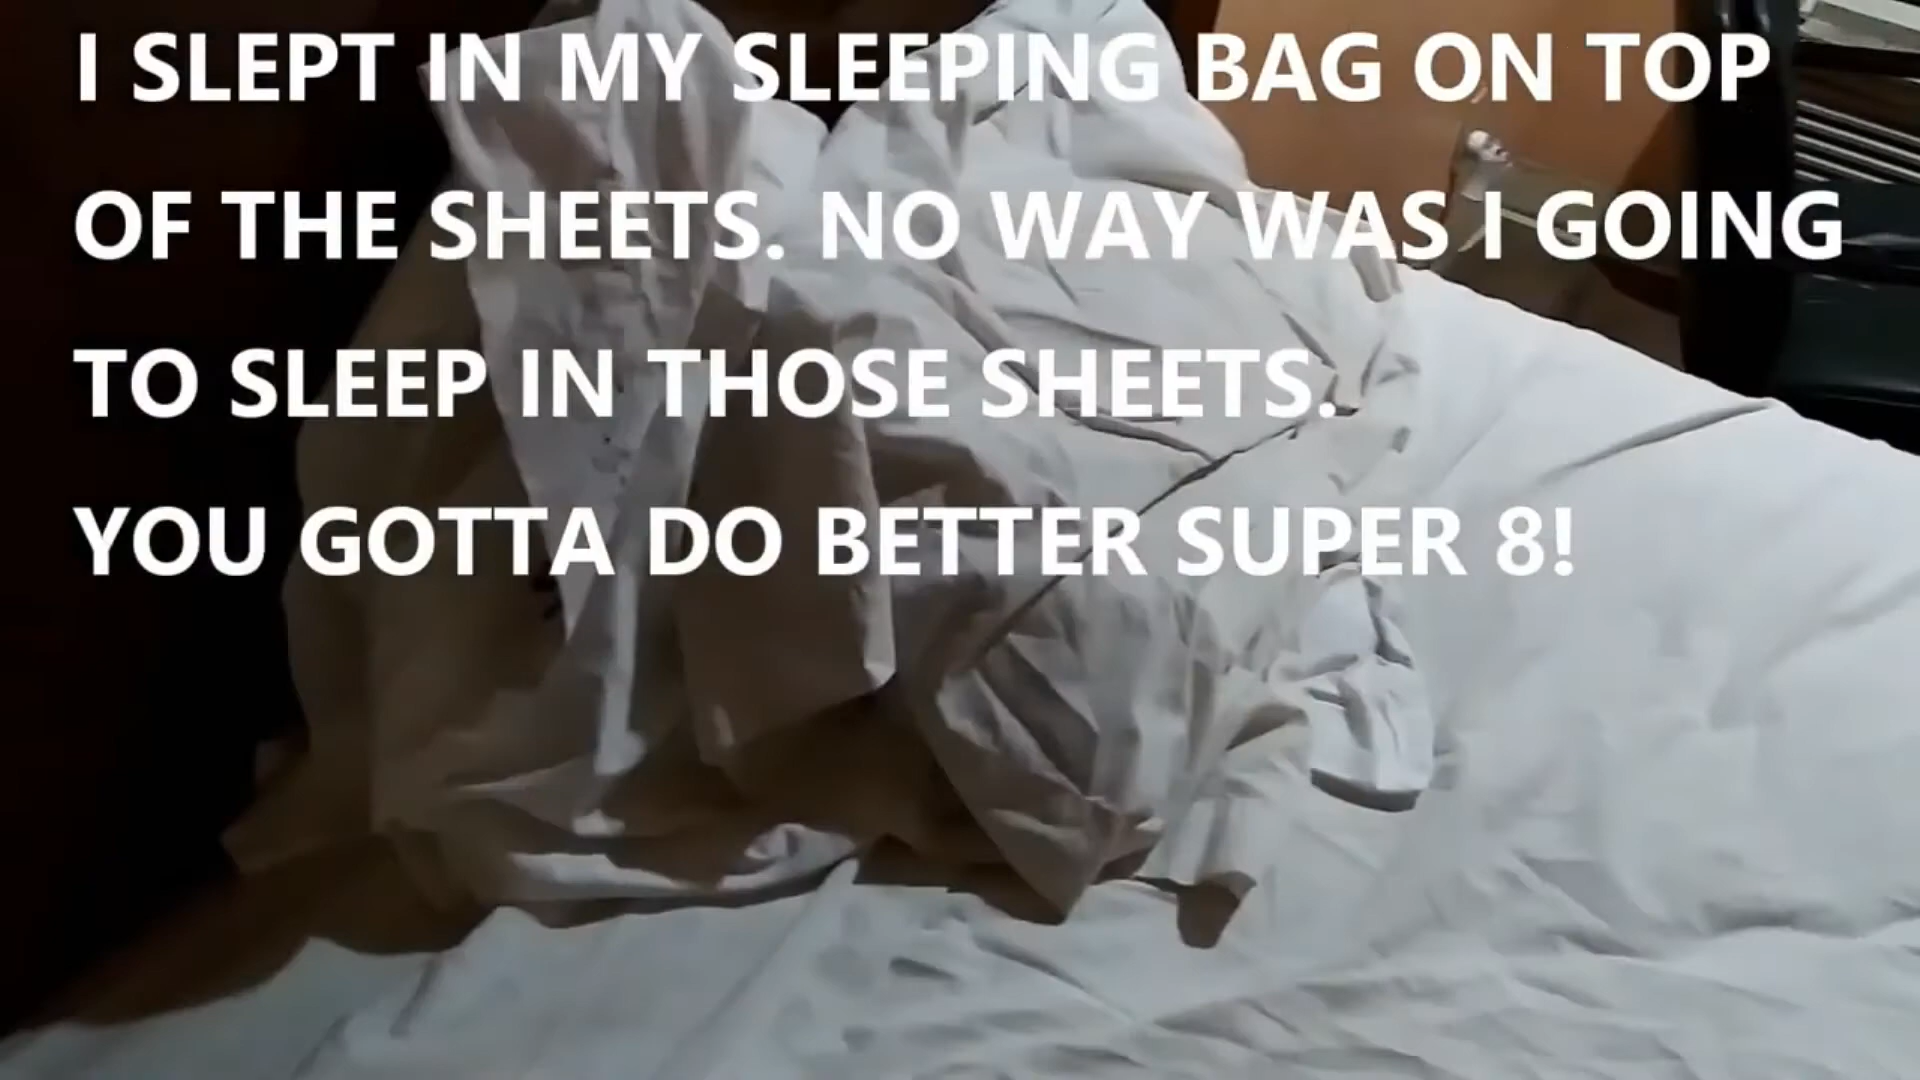 I SLEPT IN MY SLEEPING BAG ON TOP
OF THE SHEETS. NO WAY WAS I GOING
TO SLEEP IN THOSE SHEETS.
YOU GOTTA DO BETTER SUPER 8!